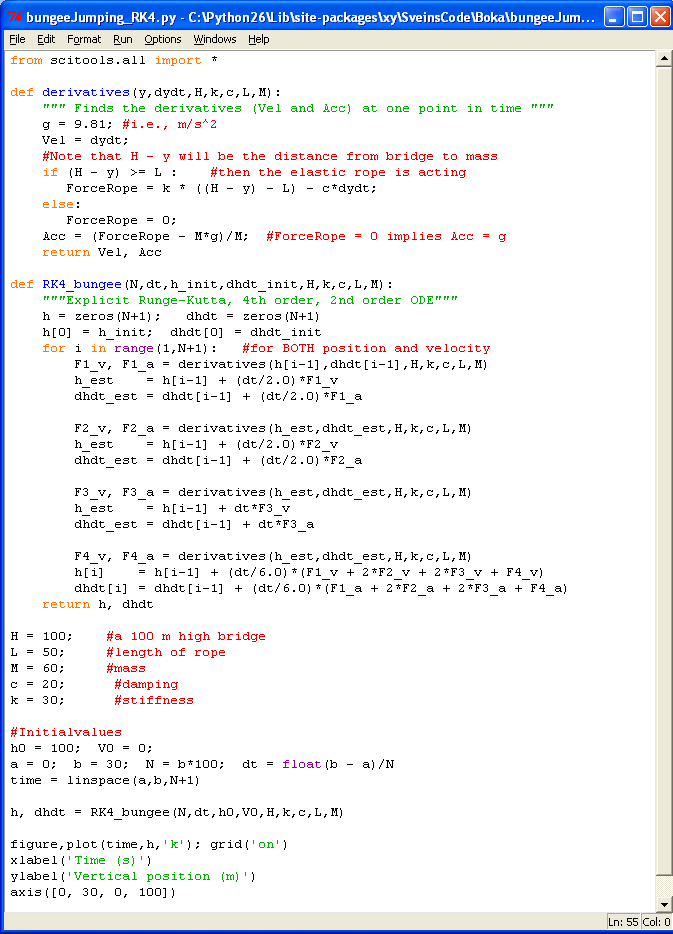 bungeeJumping_RK4.py - C:\Python26\Lib\site-packages\xy\SveinsCode\Boka\bungeeJum...
File Edit Format Run Options Windows Help
from scitools.all import *

def derivatives(y,dydt,H,k,c,L,M):
    """ Finds the derivatives (Vel and Acc) at one point in time """
    g = 9.81; #i.e., m/s^2
    Vel = dydt;
    #Note that H - y will be the distance from bridge to mass
    if (H - y) >= L :    #then the elastic rope is acting
       ForceRope = k * ((H - y) - L) - c*dydt;
    else:
       ForceRope = 0;
    Acc = (ForceRope - M*g)/M;  #ForceRope = 0 implies Acc = g
    return Vel, Acc

def RK4_bungee(N,dt,h_init,dhdt_init,H,k,c,L,M):
    """Explicit Runge-Kutta, 4th order, 2nd order ODE"""
    h = zeros(N+1);   dhdt = zeros(N+1)
    h[0] = h_init;  dhdt[0] = dhdt_init
    for i in range(1,N+1):   #for BOTH position and velocity
        F1_v, F1_a = derivatives(h[i-1],dhdt[i-1],H,k,c,L,M)
        h_est    = h[i-1] + (dt/2.0)*F1_v
        dhdt_est = dhdt[i-1] + (dt/2.0)*F1_a

        F2_v, F2_a = derivatives(h_est,dhdt_est,H,k,c,L,M)
        h_est    = h[i-1] + (dt/2.0)*F2_v
        dhdt_est = dhdt[i-1] + (dt/2.0)*F2_a

        F3_v, F3_a = derivatives(h_est,dhdt_est,H,k,c,L,M)
        h_est    = h[i-1] + dt*F3_v
        dhdt_est = dhdt[i-1] + dt*F3_a

        F4_v, F4_a = derivatives(h_est,dhdt_est,H,k,c,L,M)
        h[i]    = h[i-1] + (dt/6.0)*(F1_v + 2*F2_v + 2*F3_v + F4_v)
        dhdt[i] = dhdt[i-1] + (dt/6.0)*(F1_a + 2*F2_a + 2*F3_a + F4_a)
    return h, dhdt

H = 100;    #a 100 m high bridge
L = 50;     #length of rope
M = 60;     #mass
c = 20;      #damping
k = 30;      #stiffness

#Initialvalues
h0 = 100;  V0 = 0;
a = 0;  b = 30;  N = b*100;  dt = float(b - a)/N
time = linspace(a,b,N+1)

h, dhdt = RK4_bungee(N,dt,h0,V0,H,k,c,L,M)

figure,plot(time,h,'k'); grid('on')
xlabel('Time (s)')
ylabel('Vertical position (m)')
axis([0, 30, 0, 100])
Ln: 55 Col: 0